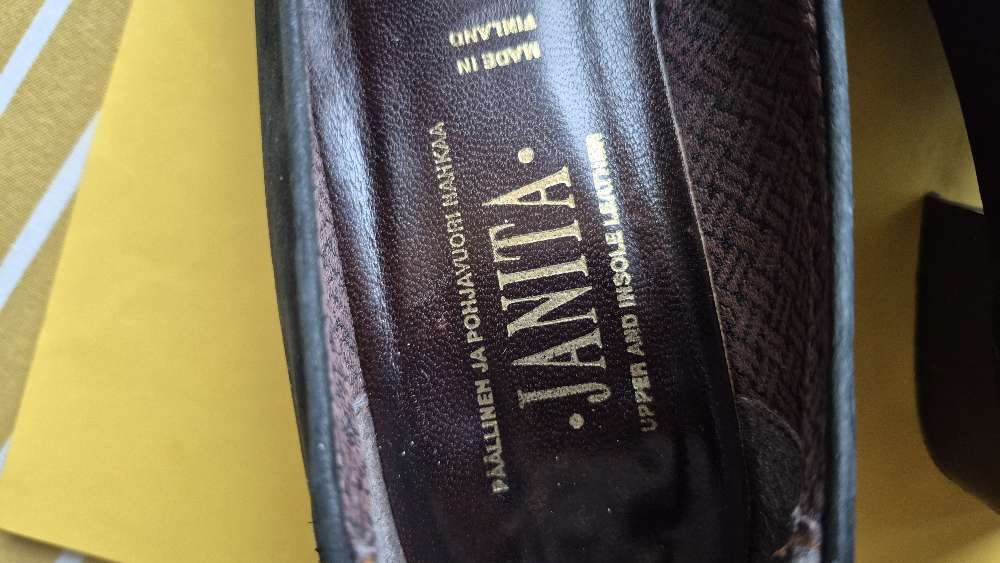 PÄÄLLINEN JA POHJAVUORI NAHKAA
·JANITA·
UPPER AND INSOLE LEATHER
MADE IN
FINLAND